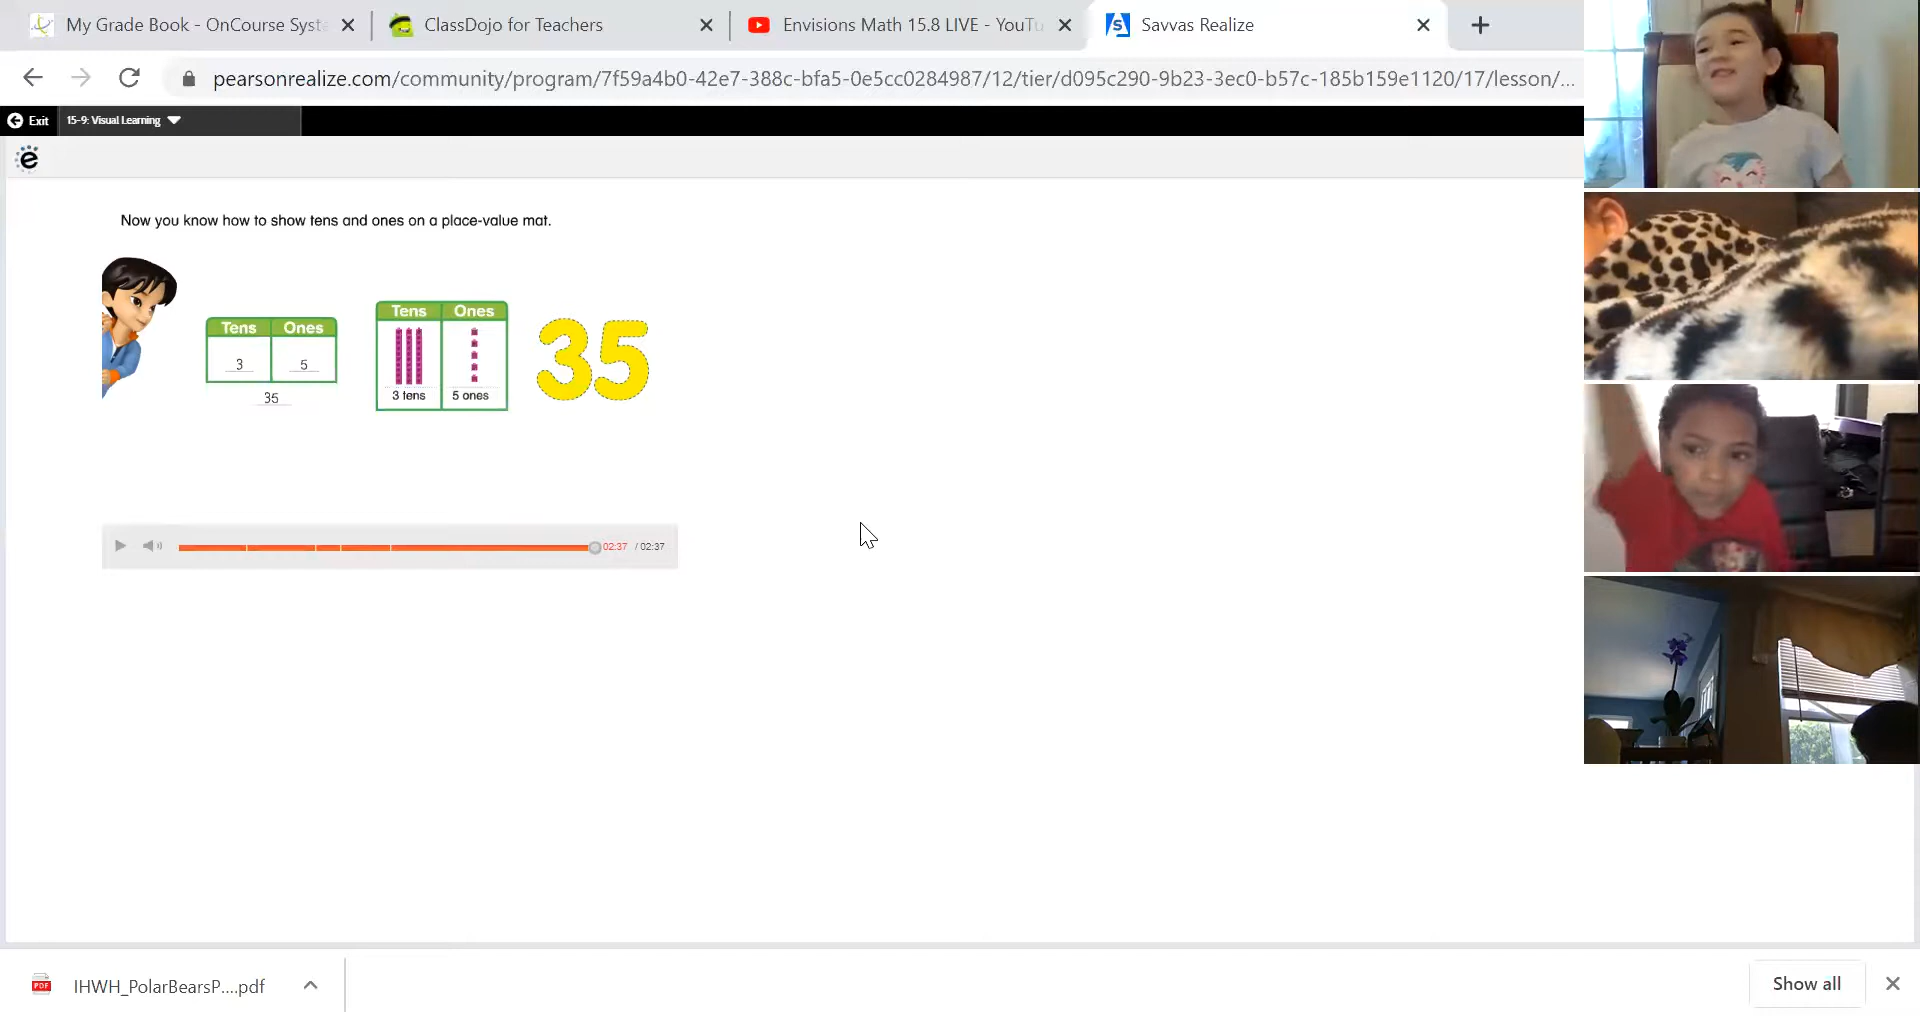 My Grade Book - OnCourse Syst
ClassDojo for Teachers
Envisions Math 15.8 LIVE - YouTu
Savvas Realize
pearsonrealize.com/community/program/7f59a4b0-42e7-388c-bfa5-0e5cc0284987/12/tier/d095c290-9b23-3ec0-b57c-185b159e1120/17/lesson/...
Exit
15-9: Visual Learning
Now you know how to show tens and ones on a place-value mat.
Tens Ones
3 5
35
Tens Ones
3 tens 5 ones
35
02:37 / 02:37
PDF
IHWH_PolarBearsP....pdf
Show all